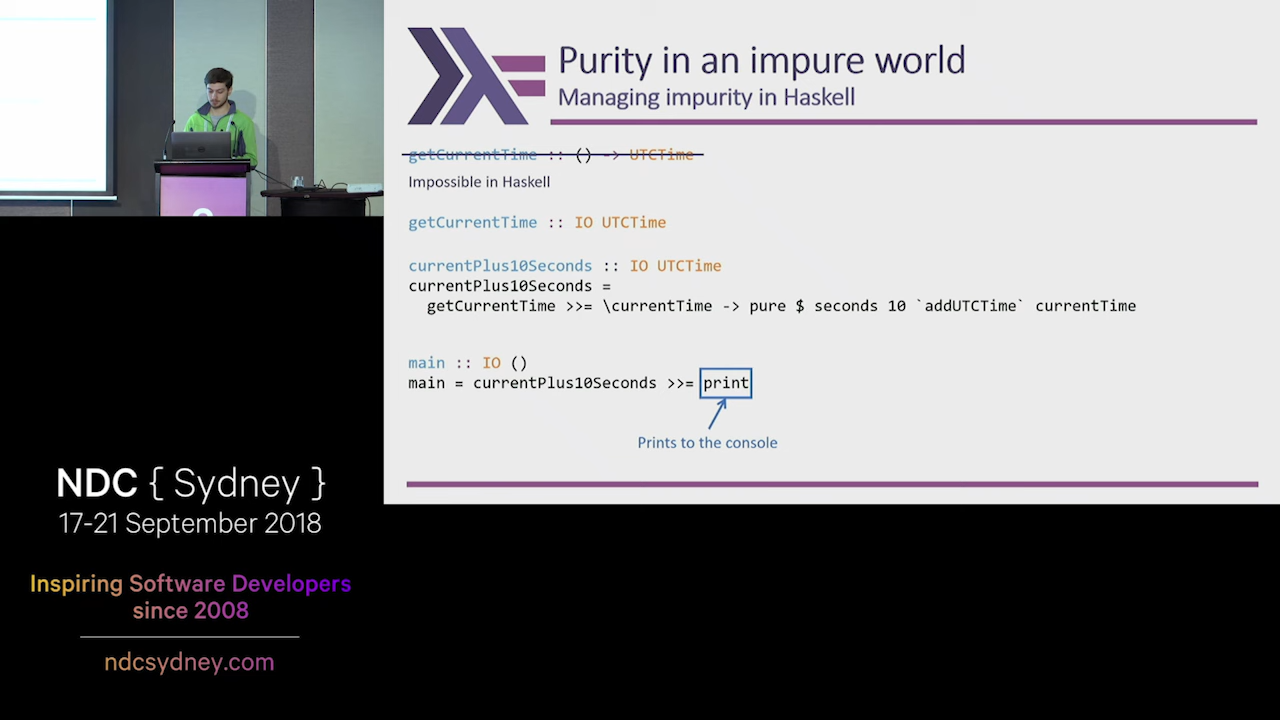 Purity in an impure world
Managing impurity in Haskell
getCurrentTime :: () -> UTCTime
Impossible in Haskell
getCurrentTime :: IO UTCTime
currentPlus10Seconds :: IO UTCTime
currentPlus10Seconds =
getCurrentTime >>= \currentTime -> pure $ seconds 10 `addUTCTime` currentTime
main :: IO ()
main = currentPlus10Seconds >>= print
Prints to the console
NDC { Sydney }
17-21 September 2018
Inspiring Software Developers
since 2008
ndcsydney.com